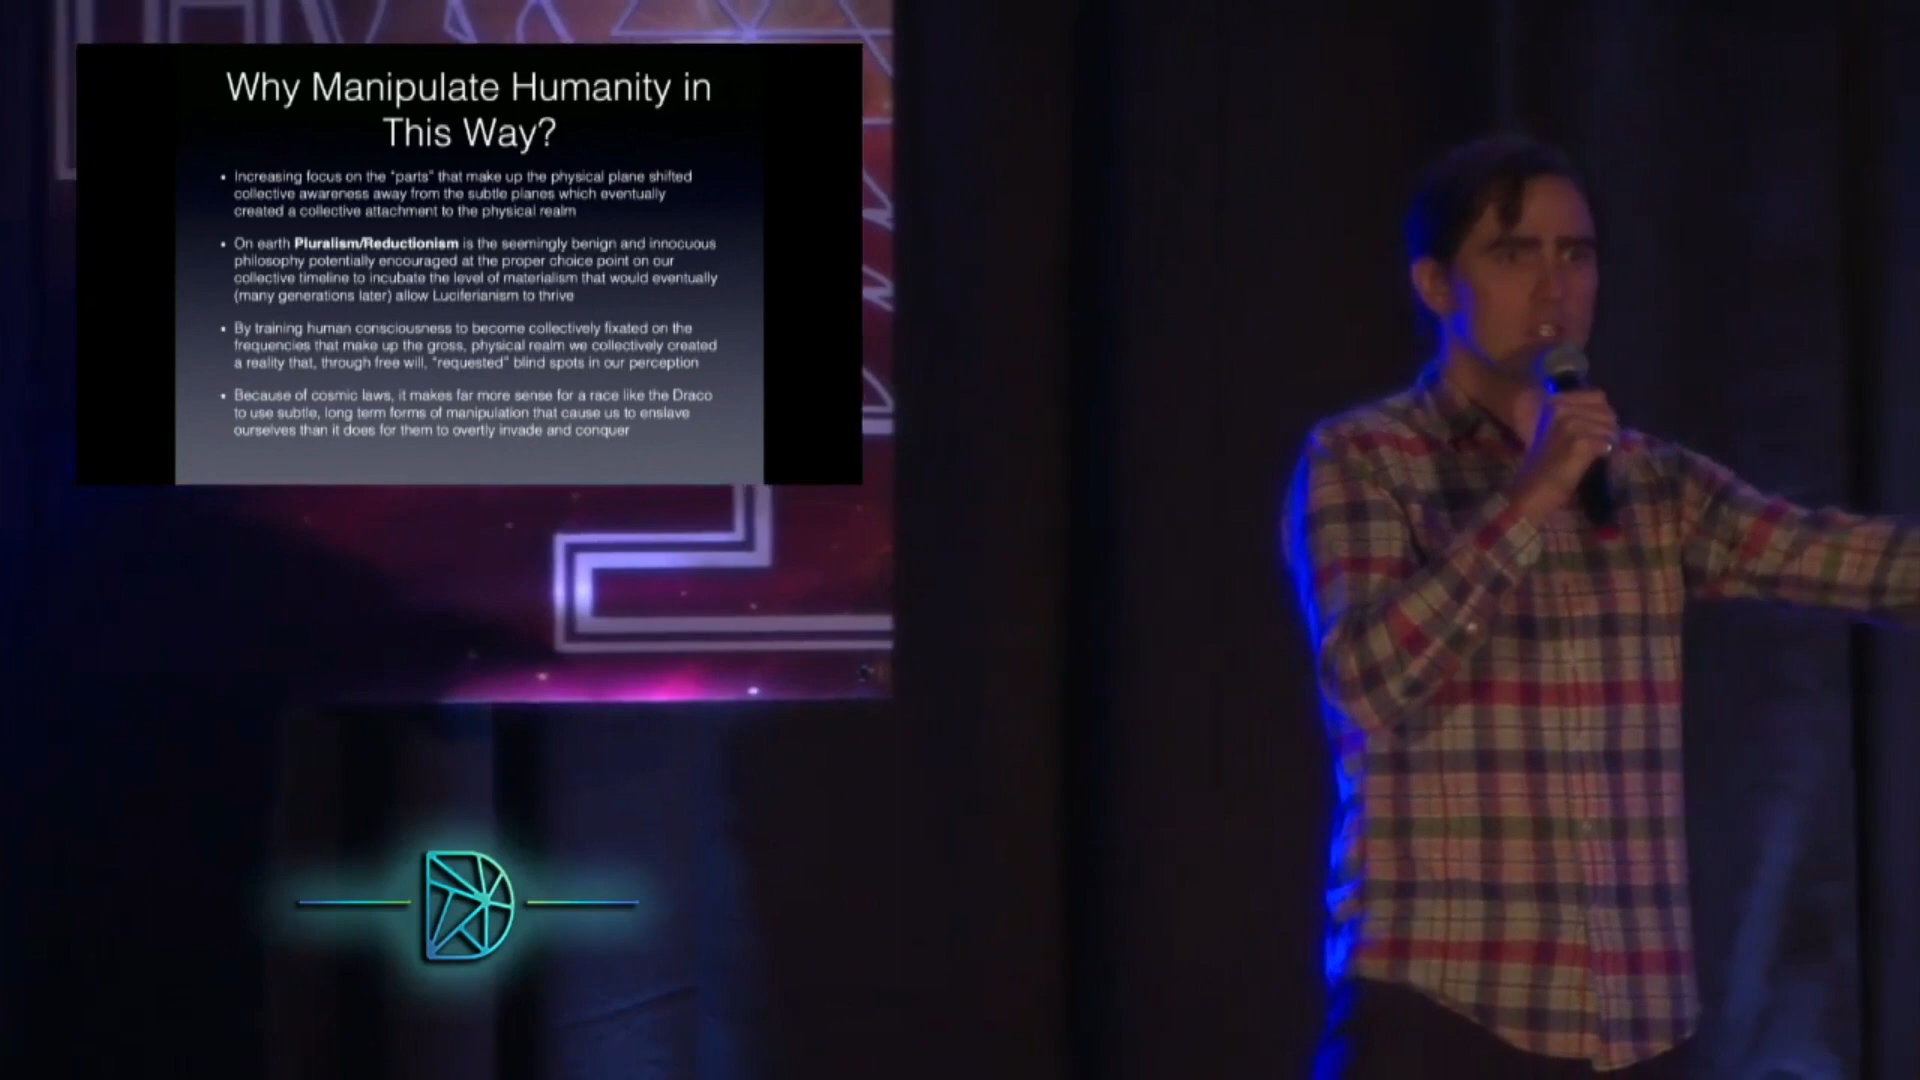 Why Manipulate Humanity in
This Way?
• Increasing focus on the "parts" that make up the physical plane shifted
collective awareness away from the subtle planes which eventually
created a collective attachment to the physical realm
• On earth Pluralism/Reductionism is the seemingly benign and innocuous
philosophy potentially encouraged at the proper choice point on our
collective timeline to incubate the level of materialism that would eventually
(many generations later) allow Luciferianism to thrive
• By training human consciousness to become collectively fixated on the
frequencies that make up the gross, physical realm we collectively created
a reality that, through free will, "requested" blind spots in our perception
• Because of cosmic laws, it makes far more sense for a race like the Draco
to use subtle, long term forms of manipulation that cause us to enslave
ourselves than it does for them to overtly invade and conquer